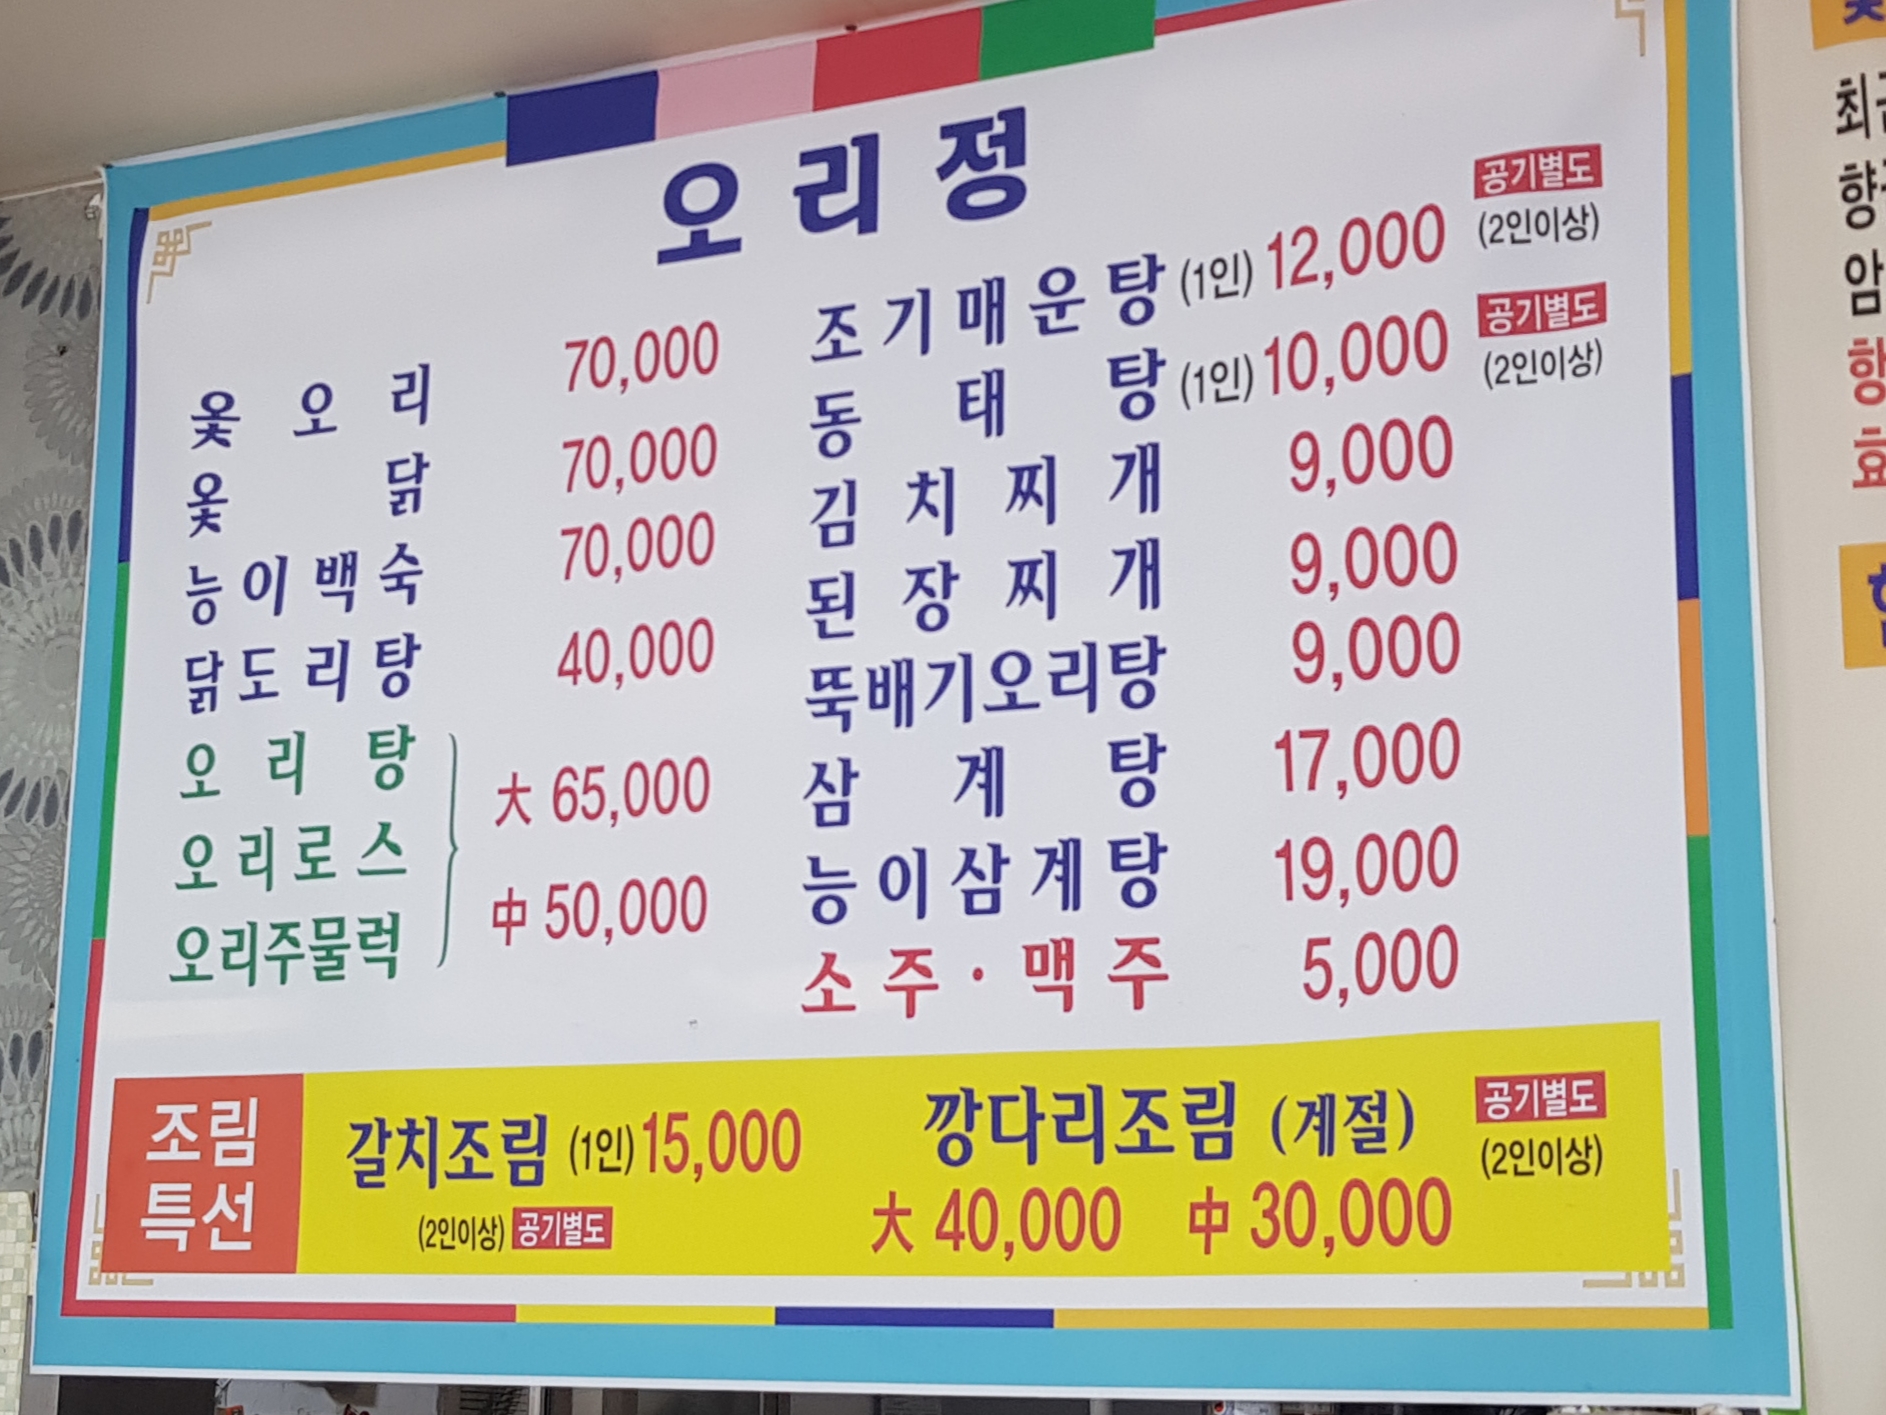 오리정
옻오리 70,000
옻닭 70,000
능이백숙 70,000
닭도리탕 40,000
오리탕
오리로스
오리주물럭
大 65,000
中 50,000
조기매운탕 (1인) 12,000 공기별도 (2인이상)
동태탕 (1인) 10,000 공기별도 (2인이상)
김치찌개 9,000
된장찌개 9,000
뚝배기오리탕 9,000
삼계탕 17,000
능이삼계탕 19,000
소주·맥주 5,000
조림
특선
갈치조림 (1인) 15,000
(2인이상) 공기별도
깡다리조림 (계절) 공기별도
(2인이상)
大 40,000 中 30,000
최근
향
암
항
효